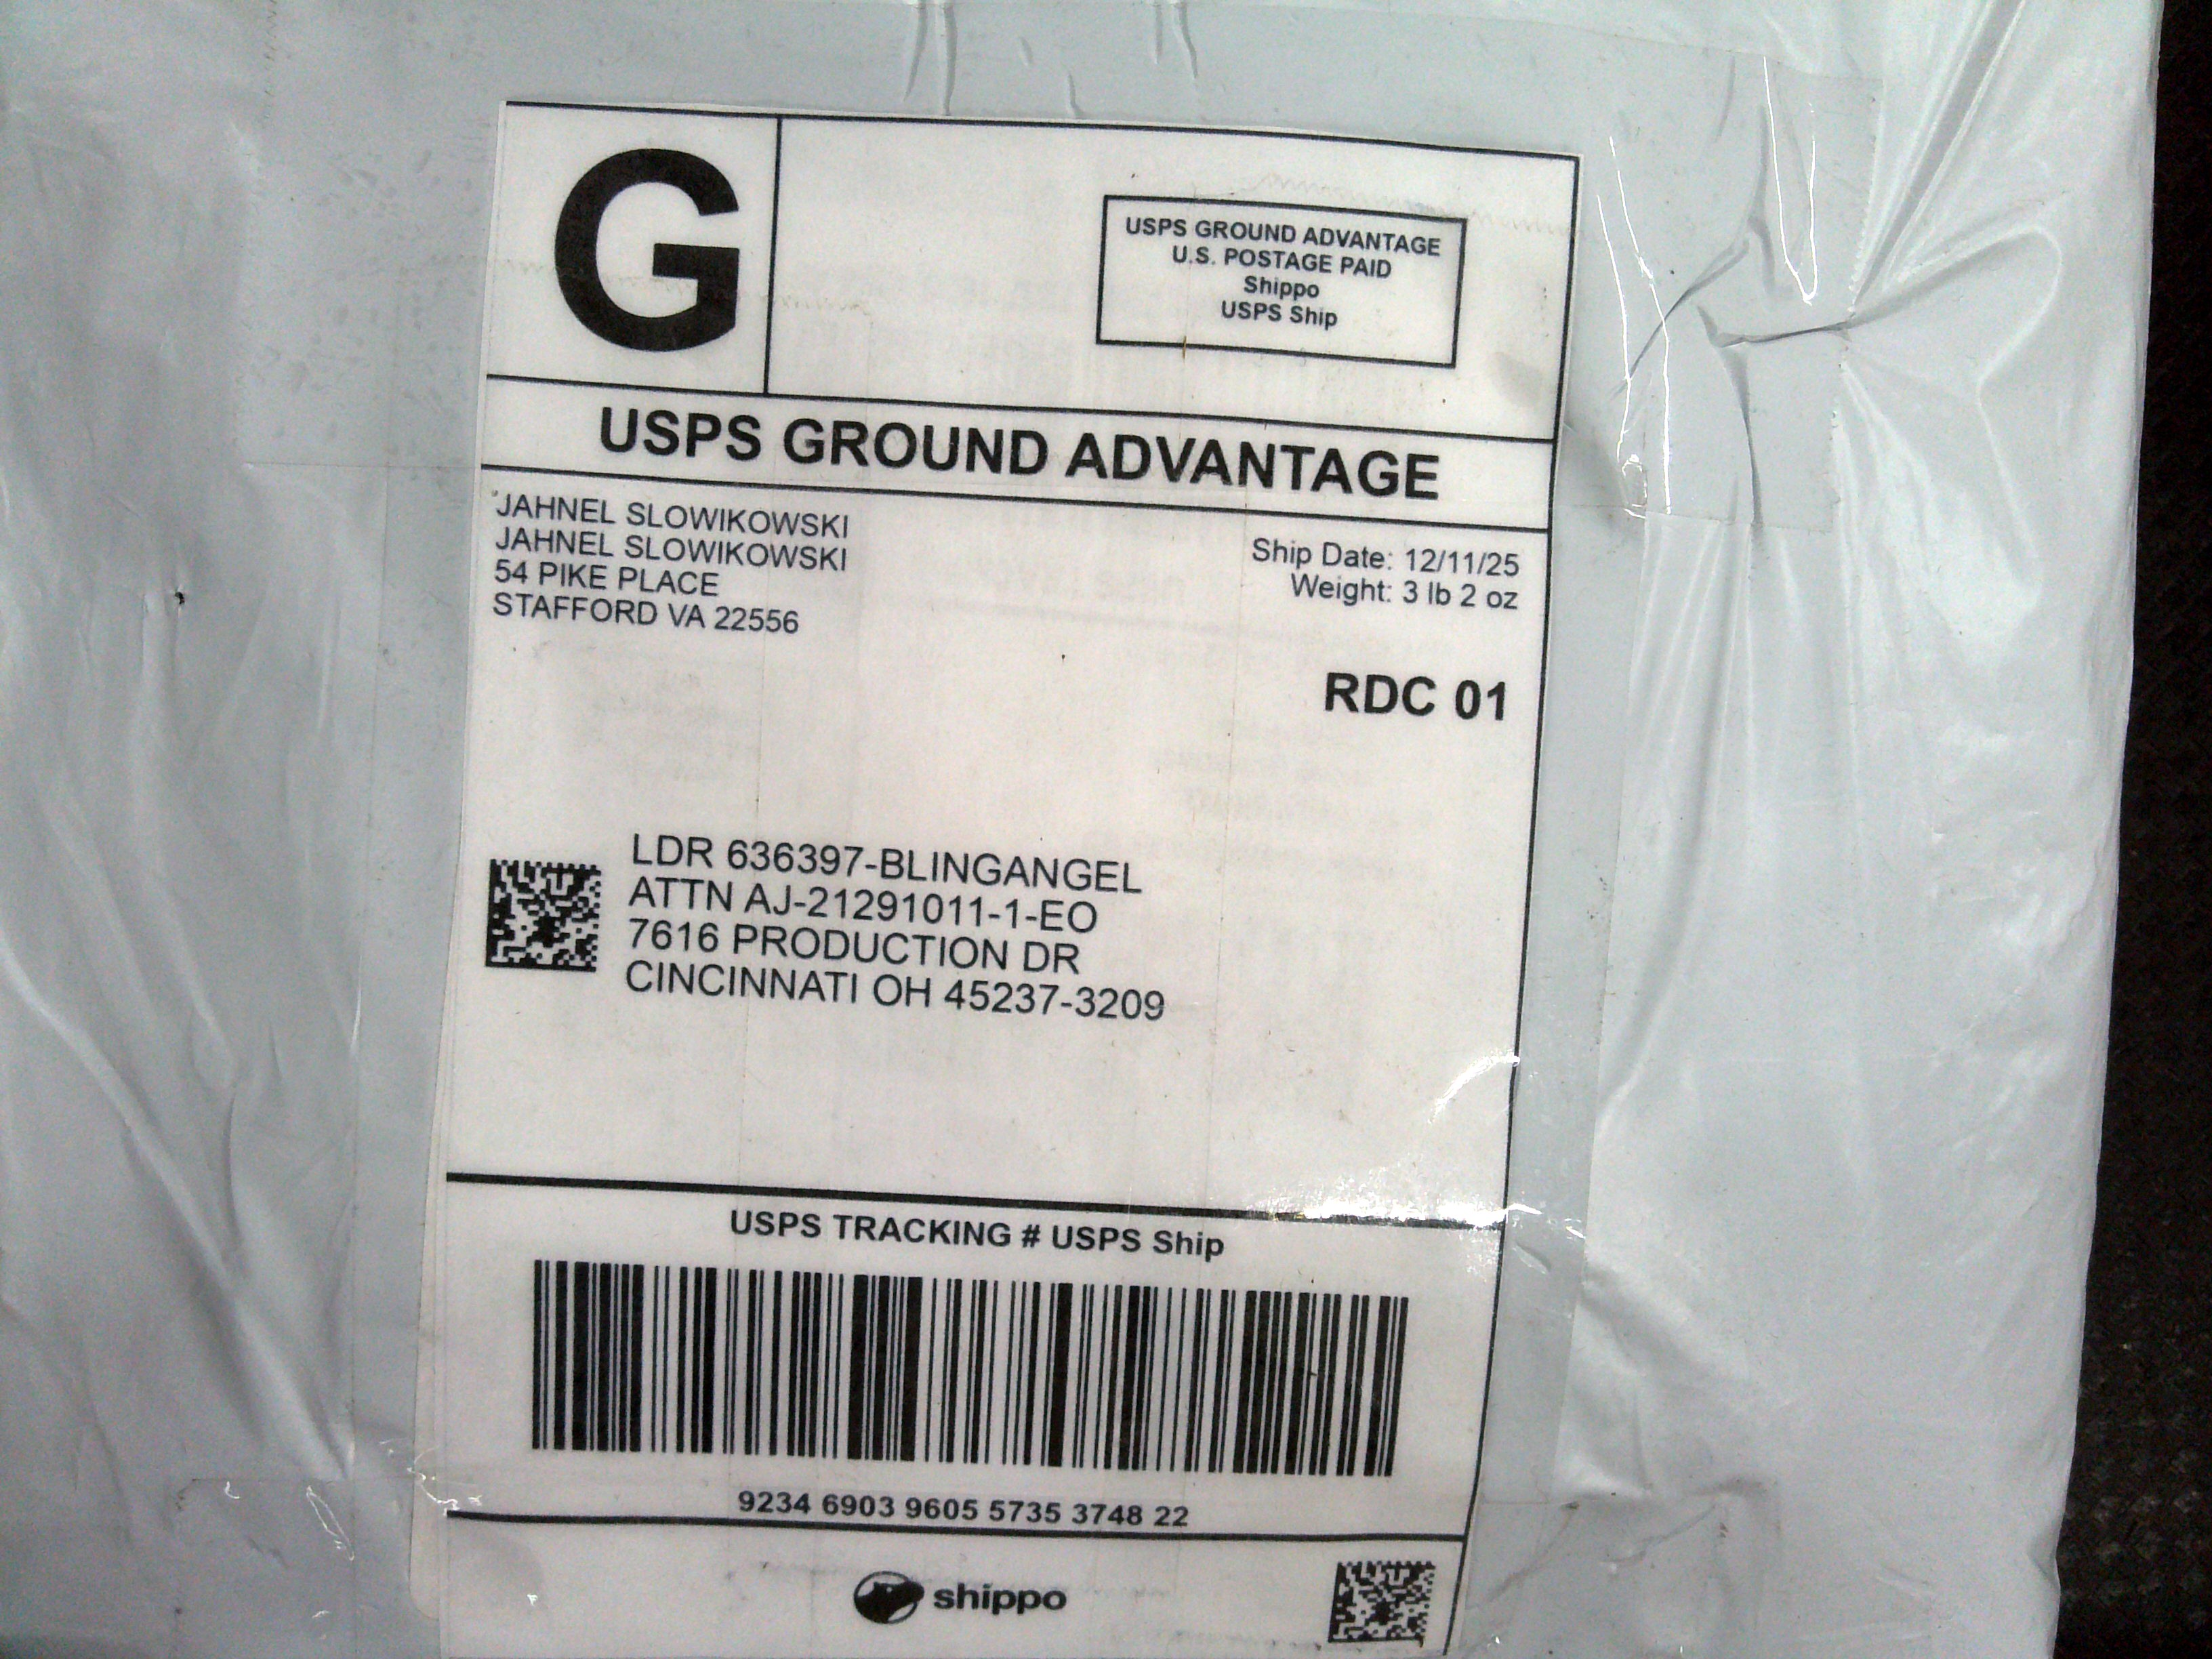 G
USPS GROUND ADVANTAGE
U.S. POSTAGE PAID
Shippo
USPS Ship
USPS GROUND ADVANTAGE
JAHNEL SLOWIKOWSKI
JAHNEL SLOWIKOWSKI
54 PIKE PLACE
STAFFORD VA 22556
Ship Date: 12/11/25
Weight: 3 lb 2 oz
RDC 01
LDR 636397-BLINGANGEL
ATTN AJ-21291011-1-EO
7616 PRODUCTION DR
CINCINNATI OH 45237-3209
USPS TRACKING # USPS Ship
9234 6903 9605 5735 3748 22
shippo